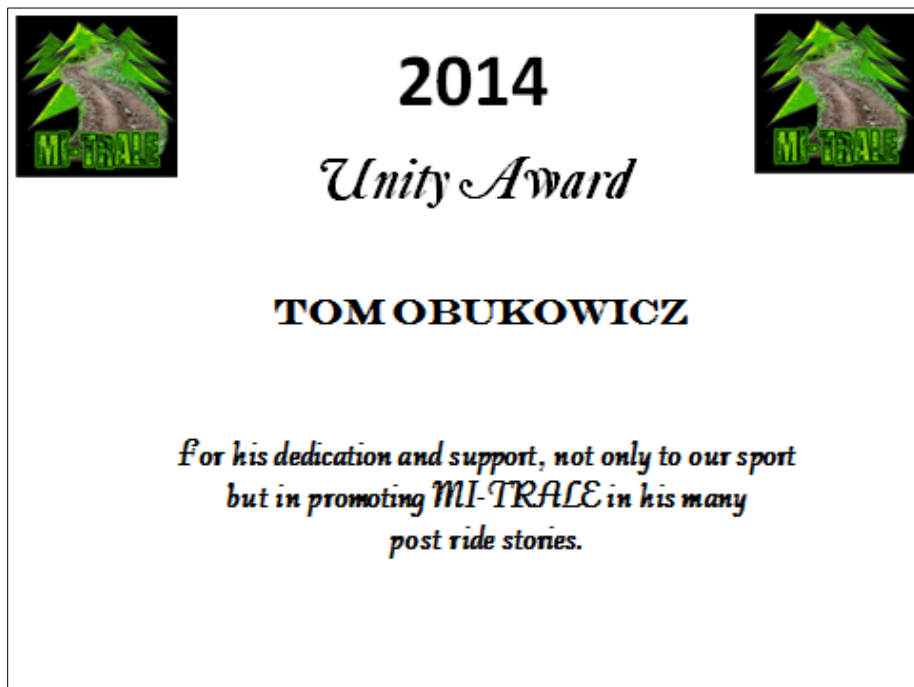 MI-TRALE
MI-TRALE
2014
Unity Award
TOM OBUKOWICZ
For his dedication and support, not only to our sport
but in promoting MI-TRALE in his many
post ride stories.